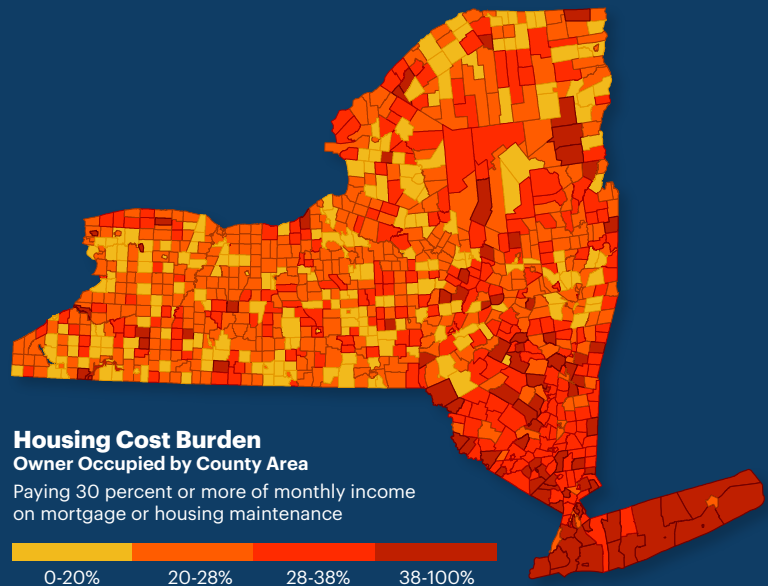 Housing Cost Burden
Owner Occupied by County Area
Paying 30 percent or more of monthly income
on mortgage or housing maintenance
0-20% 20-28% 28-38% 38-100%